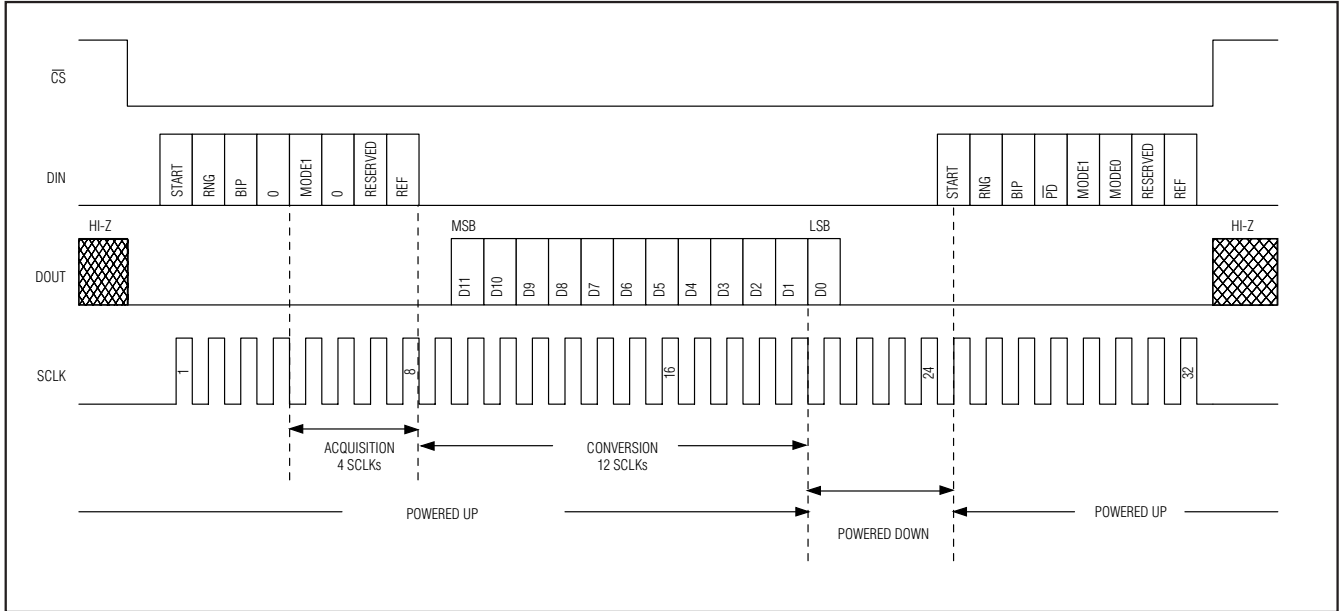 CS
DIN
START
RNG
BIP
0
MODE1
0
RESERVED
REF
START
RNG
BIP
PD
MODE1
MODE0
RESERVED
REF
HI-Z
MSB
LSB
HI-Z
DOUT
D11
D10
D9
D8
D7
D6
D5
D4
D3
D2
D1
D0
SCLK
1
8
16
24
32
ACQUISITION
4 SCLKs
CONVERSION
12 SCLKs
POWERED UP
POWERED DOWN
POWERED UP